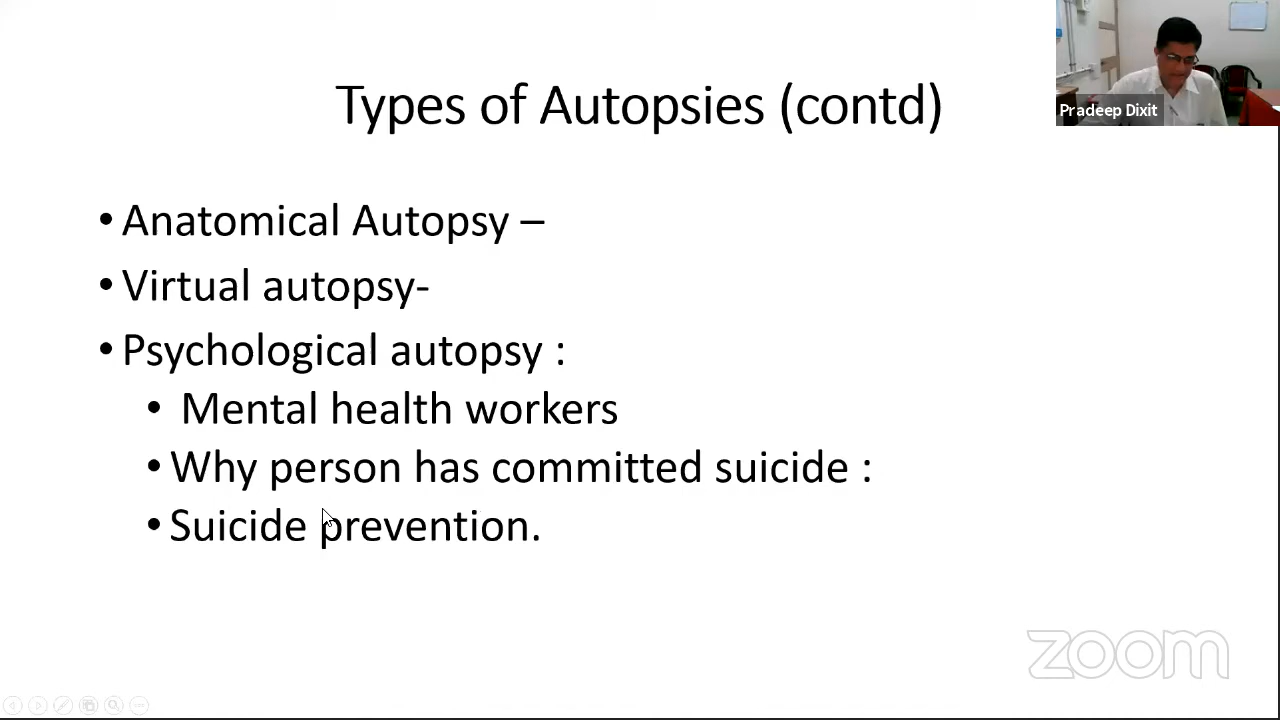 Types of Autopsies (contd)
Pradeep Dixit
• Anatomical Autopsy –
• Virtual autopsy-
• Psychological autopsy :
• Mental health workers
• Why person has committed suicide :
• Suicide prevention.
zoom